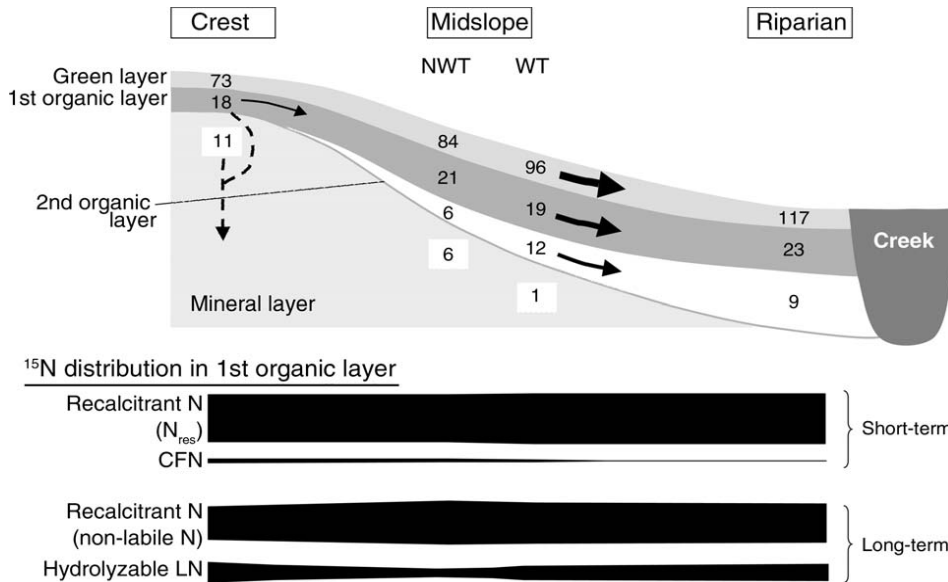 Crest
Midslope
Riparian
NWT
WT
Green layer
1st organic layer
73
18
11
84
21
6
6
96
19
12
1
117
23
9
Creek
2nd organic
layer
Mineral layer
¹⁵N distribution in 1st organic layer
Recalcitrant N
(Nres)
CFN
Short-term
Recalcitrant N
(non-labile N)
Hydrolyzable LN
Long-term